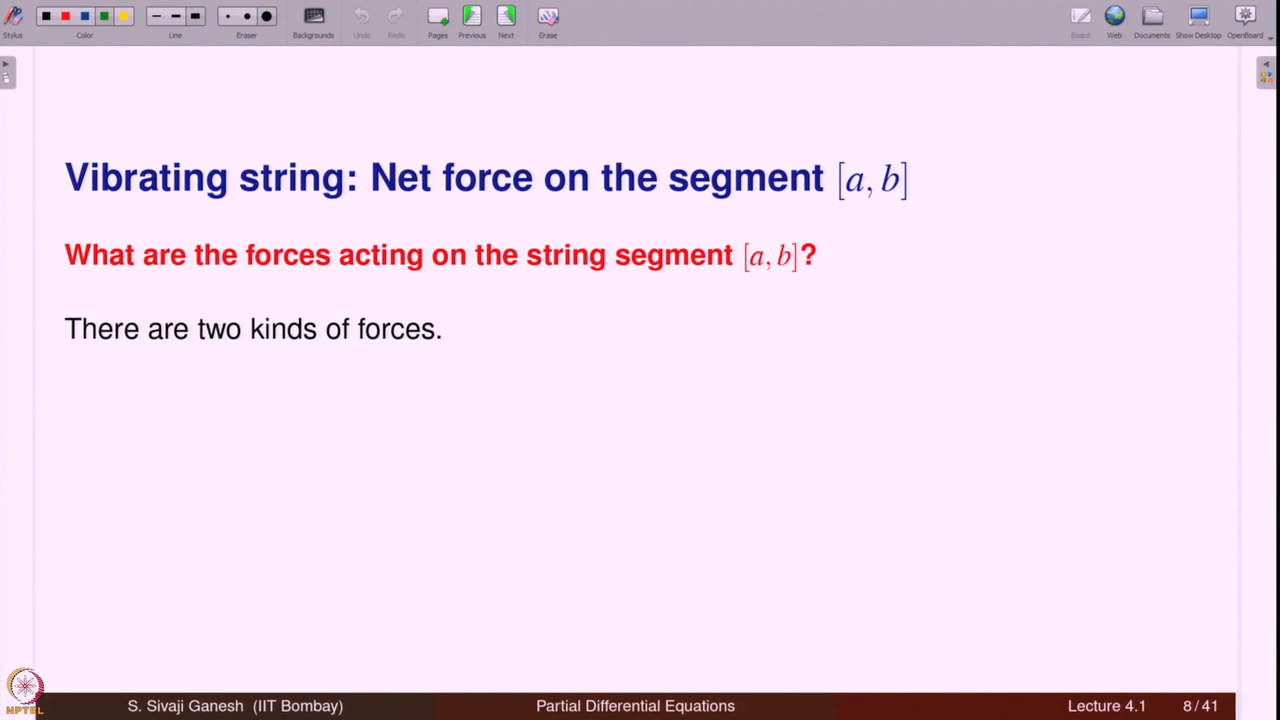 Stylus Color Line Eraser Backgrounds Undo Redo Pages Previous Next Erase Board Web Documents Show Desktop OpenBoard
Vibrating string: Net force on the segment [a, b]
What are the forces acting on the string segment [a, b]?
There are two kinds of forces.
NPTEL
S. Sivaji Ganesh (IIT Bombay) Partial Differential Equations Lecture 4.1 8 / 41